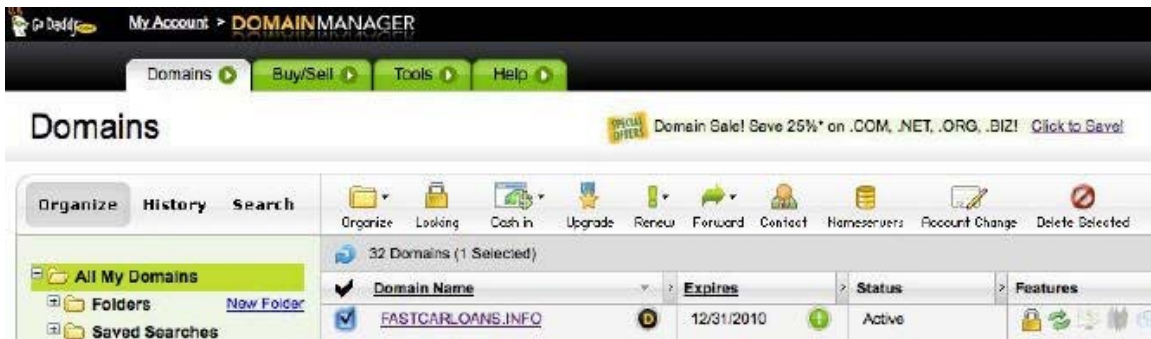 Go Daddy My Account > DOMAINMANAGER
Domains Buy/Sell Tools Help
Domains
SPECIAL OFFERS Domain Sale! Save 25%* on .COM, .NET, .ORG, .BIZ! Click to Save!
Organize History Search
Organize Locking Cash in Upgrade Renew Forward Contact Nameservers Account Change Delete Selected
32 Domains (1 Selected)
All My Domains
Domain Name Expires Status Features
Folders New Folder
FASTCARLOANS.INFO D 12/31/2010 Active
Saved Searches